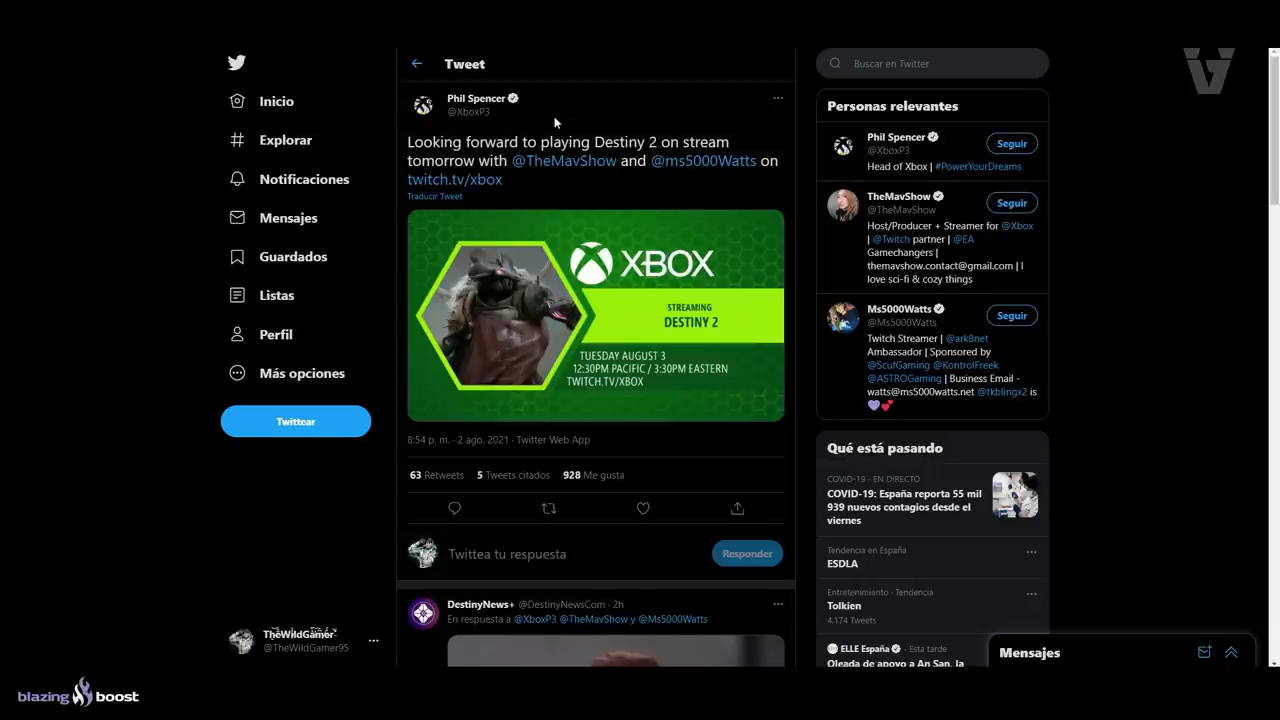 Inicio
Explorar
Notificaciones
Mensajes
Guardados
Listas
Perfil
Más opciones
Twittear
TheWildGamer
@TheWildGamer95
Tweet
Phil Spencer
@XboxP3
Looking forward to playing Destiny 2 on stream
tomorrow with @TheMavShow and @ms5000Watts on
twitch.tv/xbox
Traducir Tweet
XBOX
STREAMING
DESTINY 2
TUESDAY AUGUST 3
12:30PM PACIFIC / 3:30PM EASTERN
TWITCH.TV/XBOX
8:54 p. m. · 2 ago. 2021 · Twitter Web App
63 Retweets 5 Tweets citados 928 Me gusta
Twittea tu respuesta
Responder
DestinyNews+ @DestinyNewsCom · 2h
En respuesta a @XboxP3 @TheMavShow y @Ms5000Watts
Buscar en Twitter
Personas relevantes
Phil Spencer
@XboxP3
Seguir
Head of Xbox | #PowerYourDreams
TheMavShow
@TheMavShow
Seguir
Host/Producer + Streamer for @Xbox
| @Twitch partner | @EA
Gamechangers |
themavshow.contact@gmail.com | I
love sci-fi & cozy things
Ms5000Watts
@Ms5000Watts
Seguir
Twitch Streamer | @ark8net
Ambassador | Sponsored by
@ScufGaming @KontrolFreek
@ASTROGaming | Business Email -
watts@ms5000watts.net @tkblingx2 is
💜💕
Qué está pasando
COVID-19 · EN DIRECTO
COVID-19: España reporta 55 mil
939 nuevos contagios desde el
viernes
Tendencia en España
ESDLA
Entretenimiento · Tendencia
Tolkien
4.174 Tweets
ELLE España · Esta tarde
Oleada de apoyo a An San, la
Mensajes
blazing boost